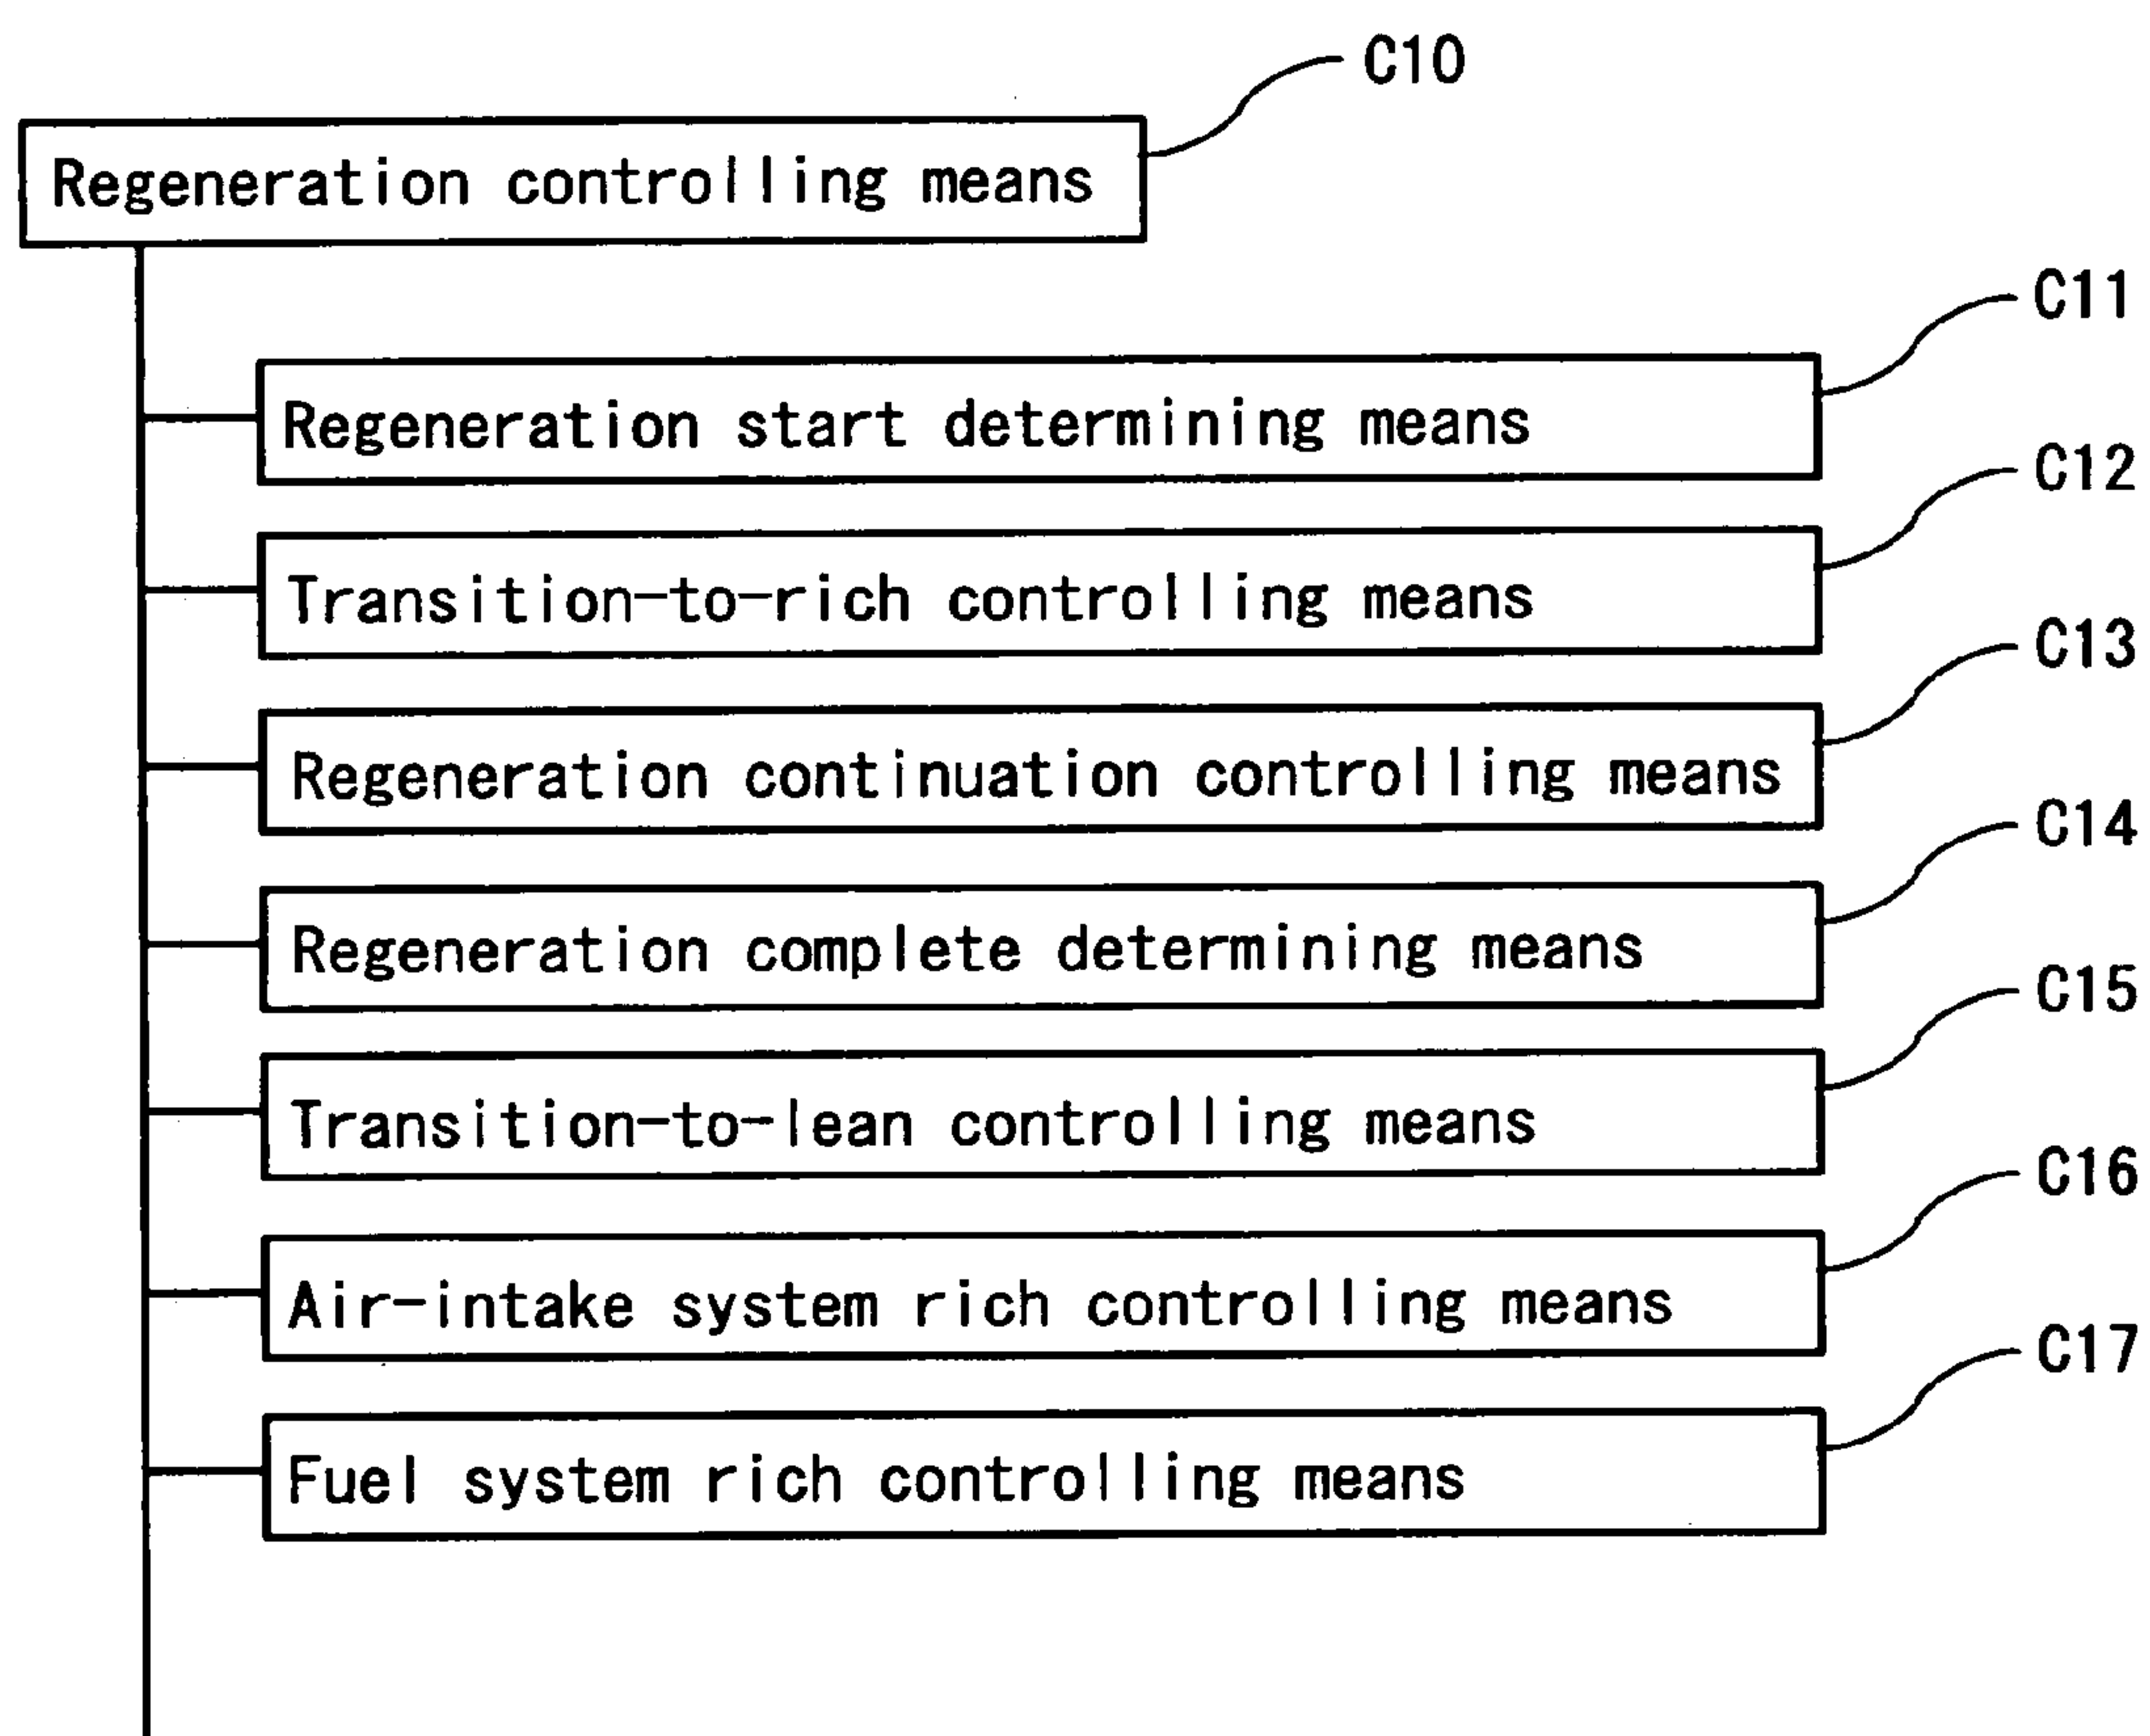 C10
Regeneration controlling means
C11
Regeneration start determining means
C12
Transition-to-rich controlling means
C13
Regeneration continuation controlling means
C14
Regeneration complete determining means
C15
Transition-to-lean controlling means
C16
Air-intake system rich controlling means
C17
Fuel system rich controlling means